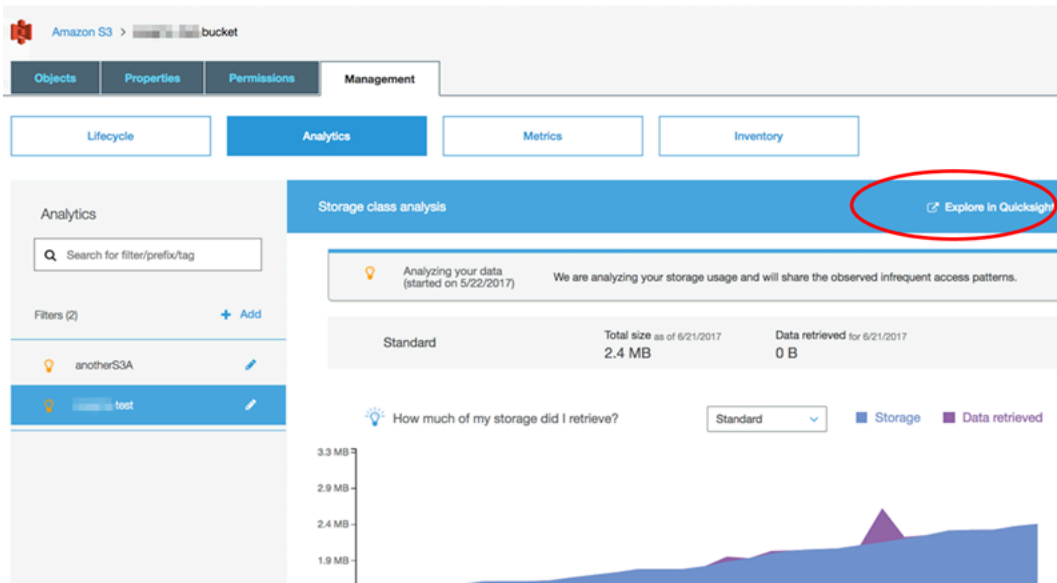 Amazon S3 > bucket
Objects Properties Permissions Management
Lifecycle Analytics Metrics Inventory
Analytics
Search for filter/prefix/tag
Filters (2) + Add
anotherS3A
test
Storage class analysis
Explore in Quicksight
Analyzing your data
(started on 5/22/2017)
We are analyzing your storage usage and will share the observed infrequent access patterns.
Standard
Total size as of 6/21/2017
2.4 MB
Data retrieved for 6/21/2017
0 B
How much of my storage did I retrieve?
Standard
Storage Data retrieved
3.3 MB
2.9 MB
2.4 MB
1.9 MB